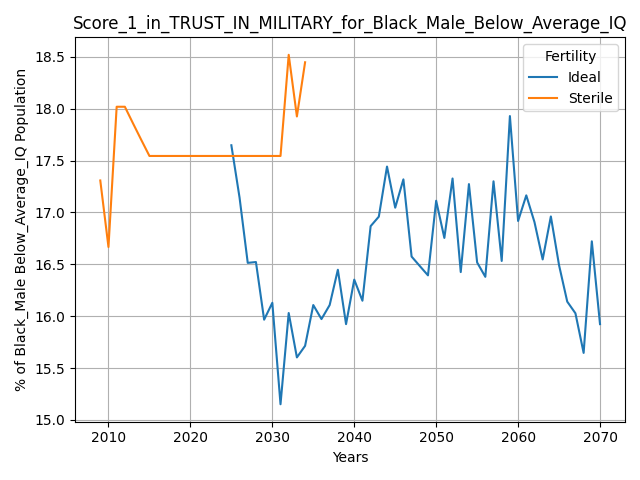 Score_1_in_TRUST_IN_MILITARY_for_Black_Male_Below_Average_IQ
% of Black_Male Below_Average_IQ Population
18.5
18.0
17.5
17.0
16.5
16.0
15.5
15.0
Fertility
Ideal
Sterile
2010
2020
2030
2040
2050
2060
2070
Years